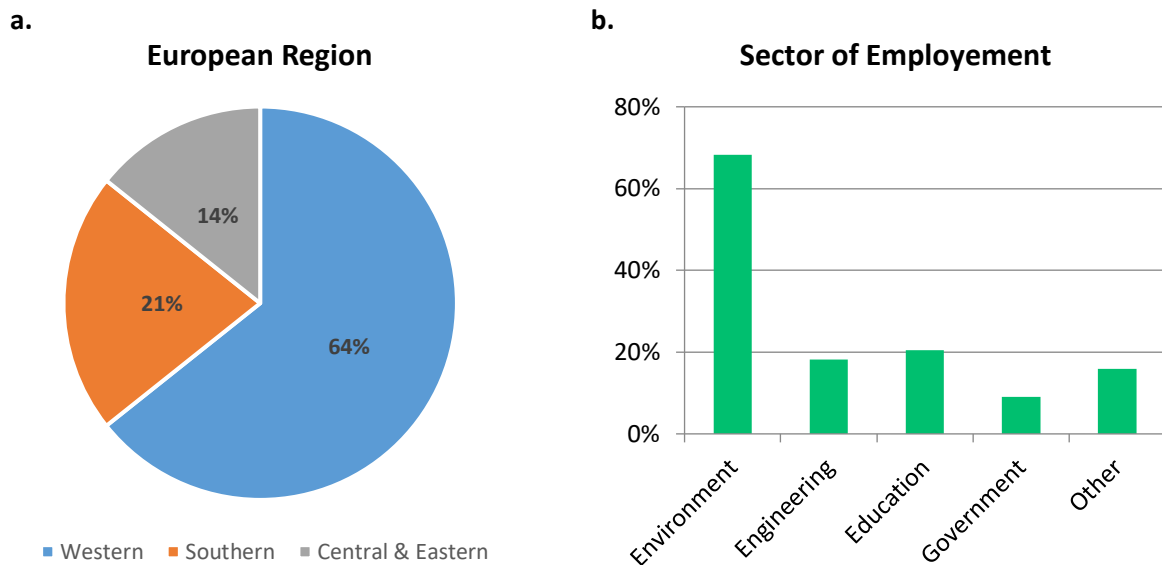 a.
European Region
14%
21%
64%
Western Southern Central & Eastern
b.
Sector of Employement
80%
60%
40%
20%
0%
Environment
Engineering
Education
Government
Other